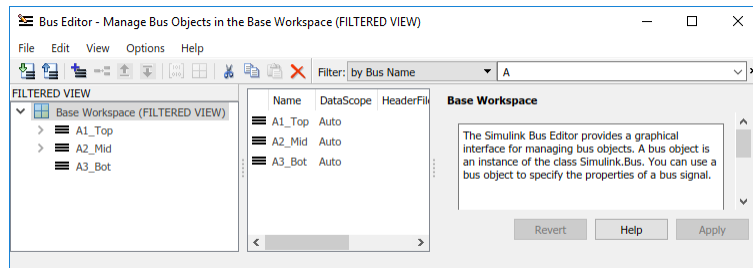 Bus Editor - Manage Bus Objects in the Base Workspace (FILTERED VIEW)
File Edit View Options Help
Filter: by Bus Name A
FILTERED VIEW
Base Workspace (FILTERED VIEW)
A1_Top
A2_Mid
A3_Bot
Name DataScope HeaderFile
A1_Top Auto
A2_Mid Auto
A3_Bot Auto
Base Workspace
The Simulink Bus Editor provides a graphical
interface for managing bus objects. A bus object is
an instance of the class Simulink.Bus. You can use a
bus object to specify the properties of a bus signal.
Revert Help Apply